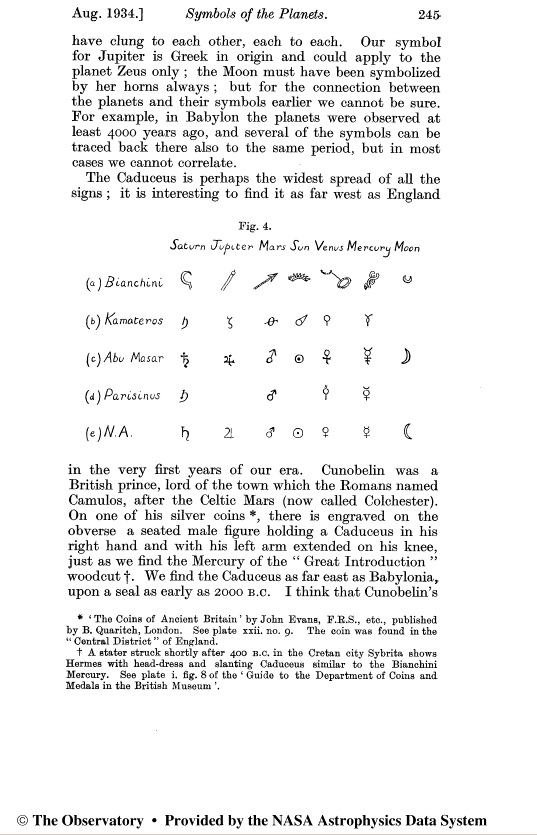 Aug. 1934.] Symbols of the Planets. 245
have clung to each other, each to each. Our symbol
for Jupiter is Greek in origin and could apply to the
planet Zeus only ; the Moon must have been symbolized
by her horns always ; but for the connection between
the planets and their symbols earlier we cannot be sure.
For example, in Babylon the planets were observed at
least 4000 years ago, and several of the symbols can be
traced back there also to the same period, but in most
cases we cannot correlate.
The Caduceus is perhaps the widest spread of all the
signs ; it is interesting to find it as far west as England
Fig. 4.
Saturn Jupiter Mars Sun Venus Mercury Moon
(a) Bianchini
(b) Kamateros
(c) Abu Masar
(d) Parisinus
(e) N.A.
in the very first years of our era. Cunobelin was a
British prince, lord of the town which the Romans named
Camulos, after the Celtic Mars (now called Colchester).
On one of his silver coins *, there is engraved on the
obverse a seated male figure holding a Caduceus in his
right hand and with his left arm extended on his knee,
just as we find the Mercury of the “ Great Introduction ”
woodcut †. We find the Caduceus as far east as Babylonia,
upon a seal as early as 2000 B.C. I think that Cunobelin's
* ‘ The Coins of Ancient Britain ’ by John Evans, F.R.S., etc., published
by B. Quaritch, London. See plate xxii. no. 9. The coin was found in the
“ Central District ” of England.
† A stater struck shortly after 400 B.C. in the Cretan city Sybrita shows
Hermes with head-dress and slanting Caduceus similar to the Bianchini
Mercury. See plate i. fig. 8 of the ‘ Guide to the Department of Coins and
Medals in the British Museum ’.
© The Observatory • Provided by the NASA Astrophysics Data System